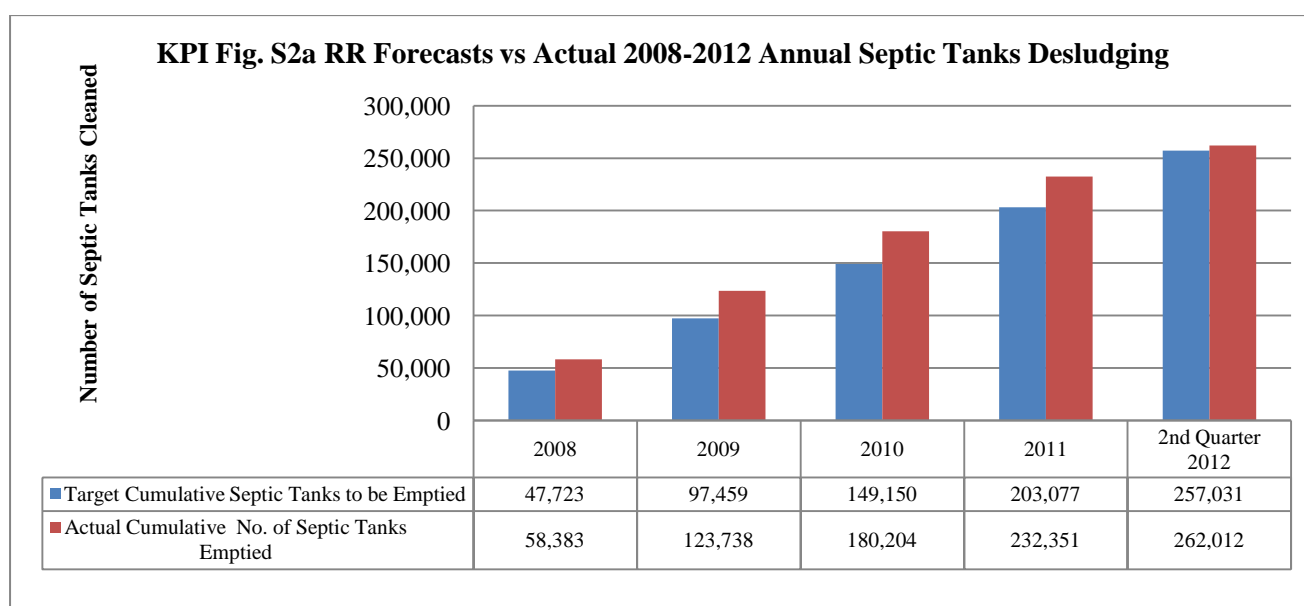 KPI Fig. S2a RR Forecasts vs Actual 2008-2012 Annual Septic Tanks Desludging
Number of Septic Tanks Cleaned
300,000
250,000
200,000
150,000
100,000
50,000
0
2008 2009 2010 2011 2nd Quarter
2012
Target Cumulative Septic Tanks to be Emptied 47,723 97,459 149,150 203,077 257,031
Actual Cumulative No. of Septic Tanks
Emptied 58,383 123,738 180,204 232,351 262,012